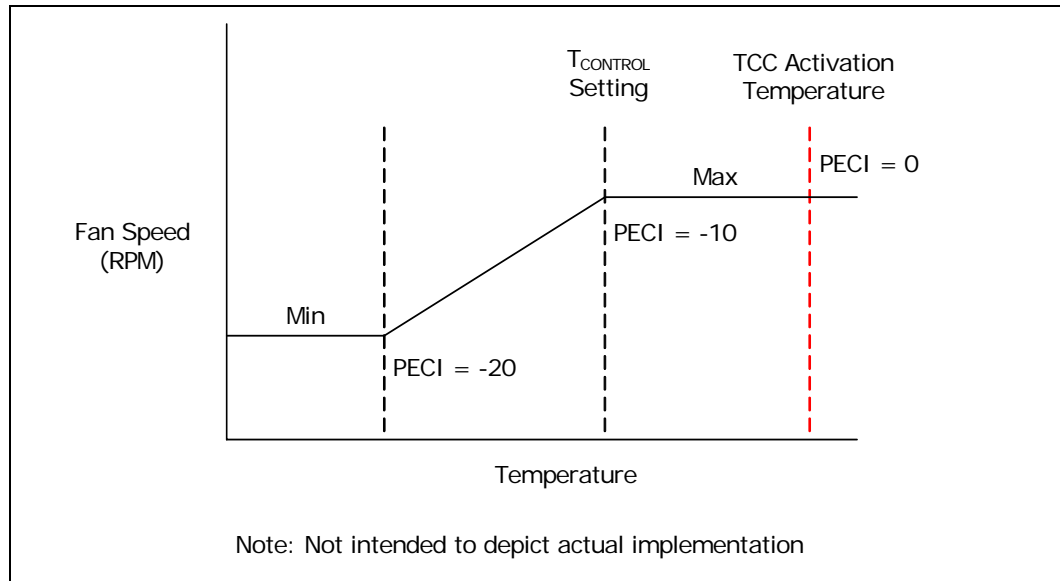 TCONTROL
Setting
TCC Activation
Temperature
PECI = 0
Max
Fan Speed
(RPM)
PECI = -10
Min
PECI = -20
Temperature
Note: Not intended to depict actual implementation